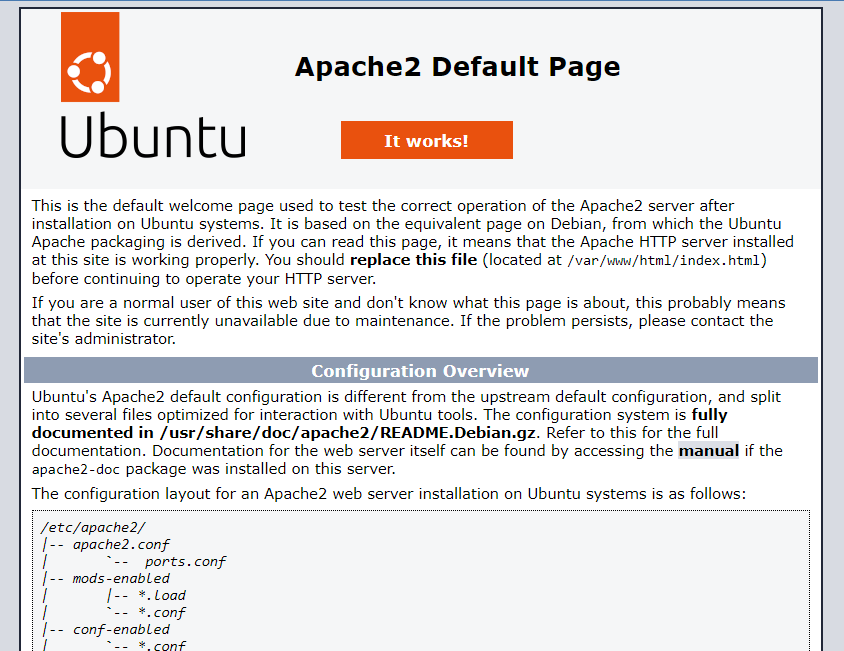 Apache2 Default Page
Ubuntu
It works!
This is the default welcome page used to test the correct operation of the Apache2 server after
installation on Ubuntu systems. It is based on the equivalent page on Debian, from which the Ubuntu
Apache packaging is derived. If you can read this page, it means that the Apache HTTP server installed
at this site is working properly. You should replace this file (located at /var/www/html/index.html)
before continuing to operate your HTTP server.
If you are a normal user of this web site and don't know what this page is about, this probably means
that the site is currently unavailable due to maintenance. If the problem persists, please contact the
site's administrator.
Configuration Overview
Ubuntu's Apache2 default configuration is different from the upstream default configuration, and split
into several files optimized for interaction with Ubuntu tools. The configuration system is fully
documented in /usr/share/doc/apache2/README.Debian.gz. Refer to this for the full
documentation. Documentation for the web server itself can be found by accessing the manual if the
apache2-doc package was installed on this server.
The configuration layout for an Apache2 web server installation on Ubuntu systems is as follows:
/etc/apache2/
|-- apache2.conf
|       `--  ports.conf
|-- mods-enabled
|       |-- *.load
|       `-- *.conf
|-- conf-enabled
|       `-- *.conf